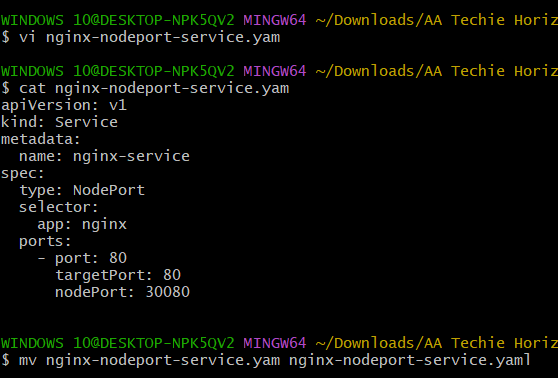 WINDOWS 10@DESKTOP-NPK5QV2 MINGW64 ~/Downloads/AA Techie Horiz
$ vi nginx-nodeport-service.yam
WINDOWS 10@DESKTOP-NPK5QV2 MINGW64 ~/Downloads/AA Techie Horiz
$ cat nginx-nodeport-service.yam
apiVersion: v1
kind: Service
metadata:
  name: nginx-service
spec:
  type: NodePort
  selector:
    app: nginx
  ports:
    - port: 80
      targetPort: 80
      nodePort: 30080
WINDOWS 10@DESKTOP-NPK5QV2 MINGW64 ~/Downloads/AA Techie Horiz
$ mv nginx-nodeport-service.yam nginx-nodeport-service.yaml